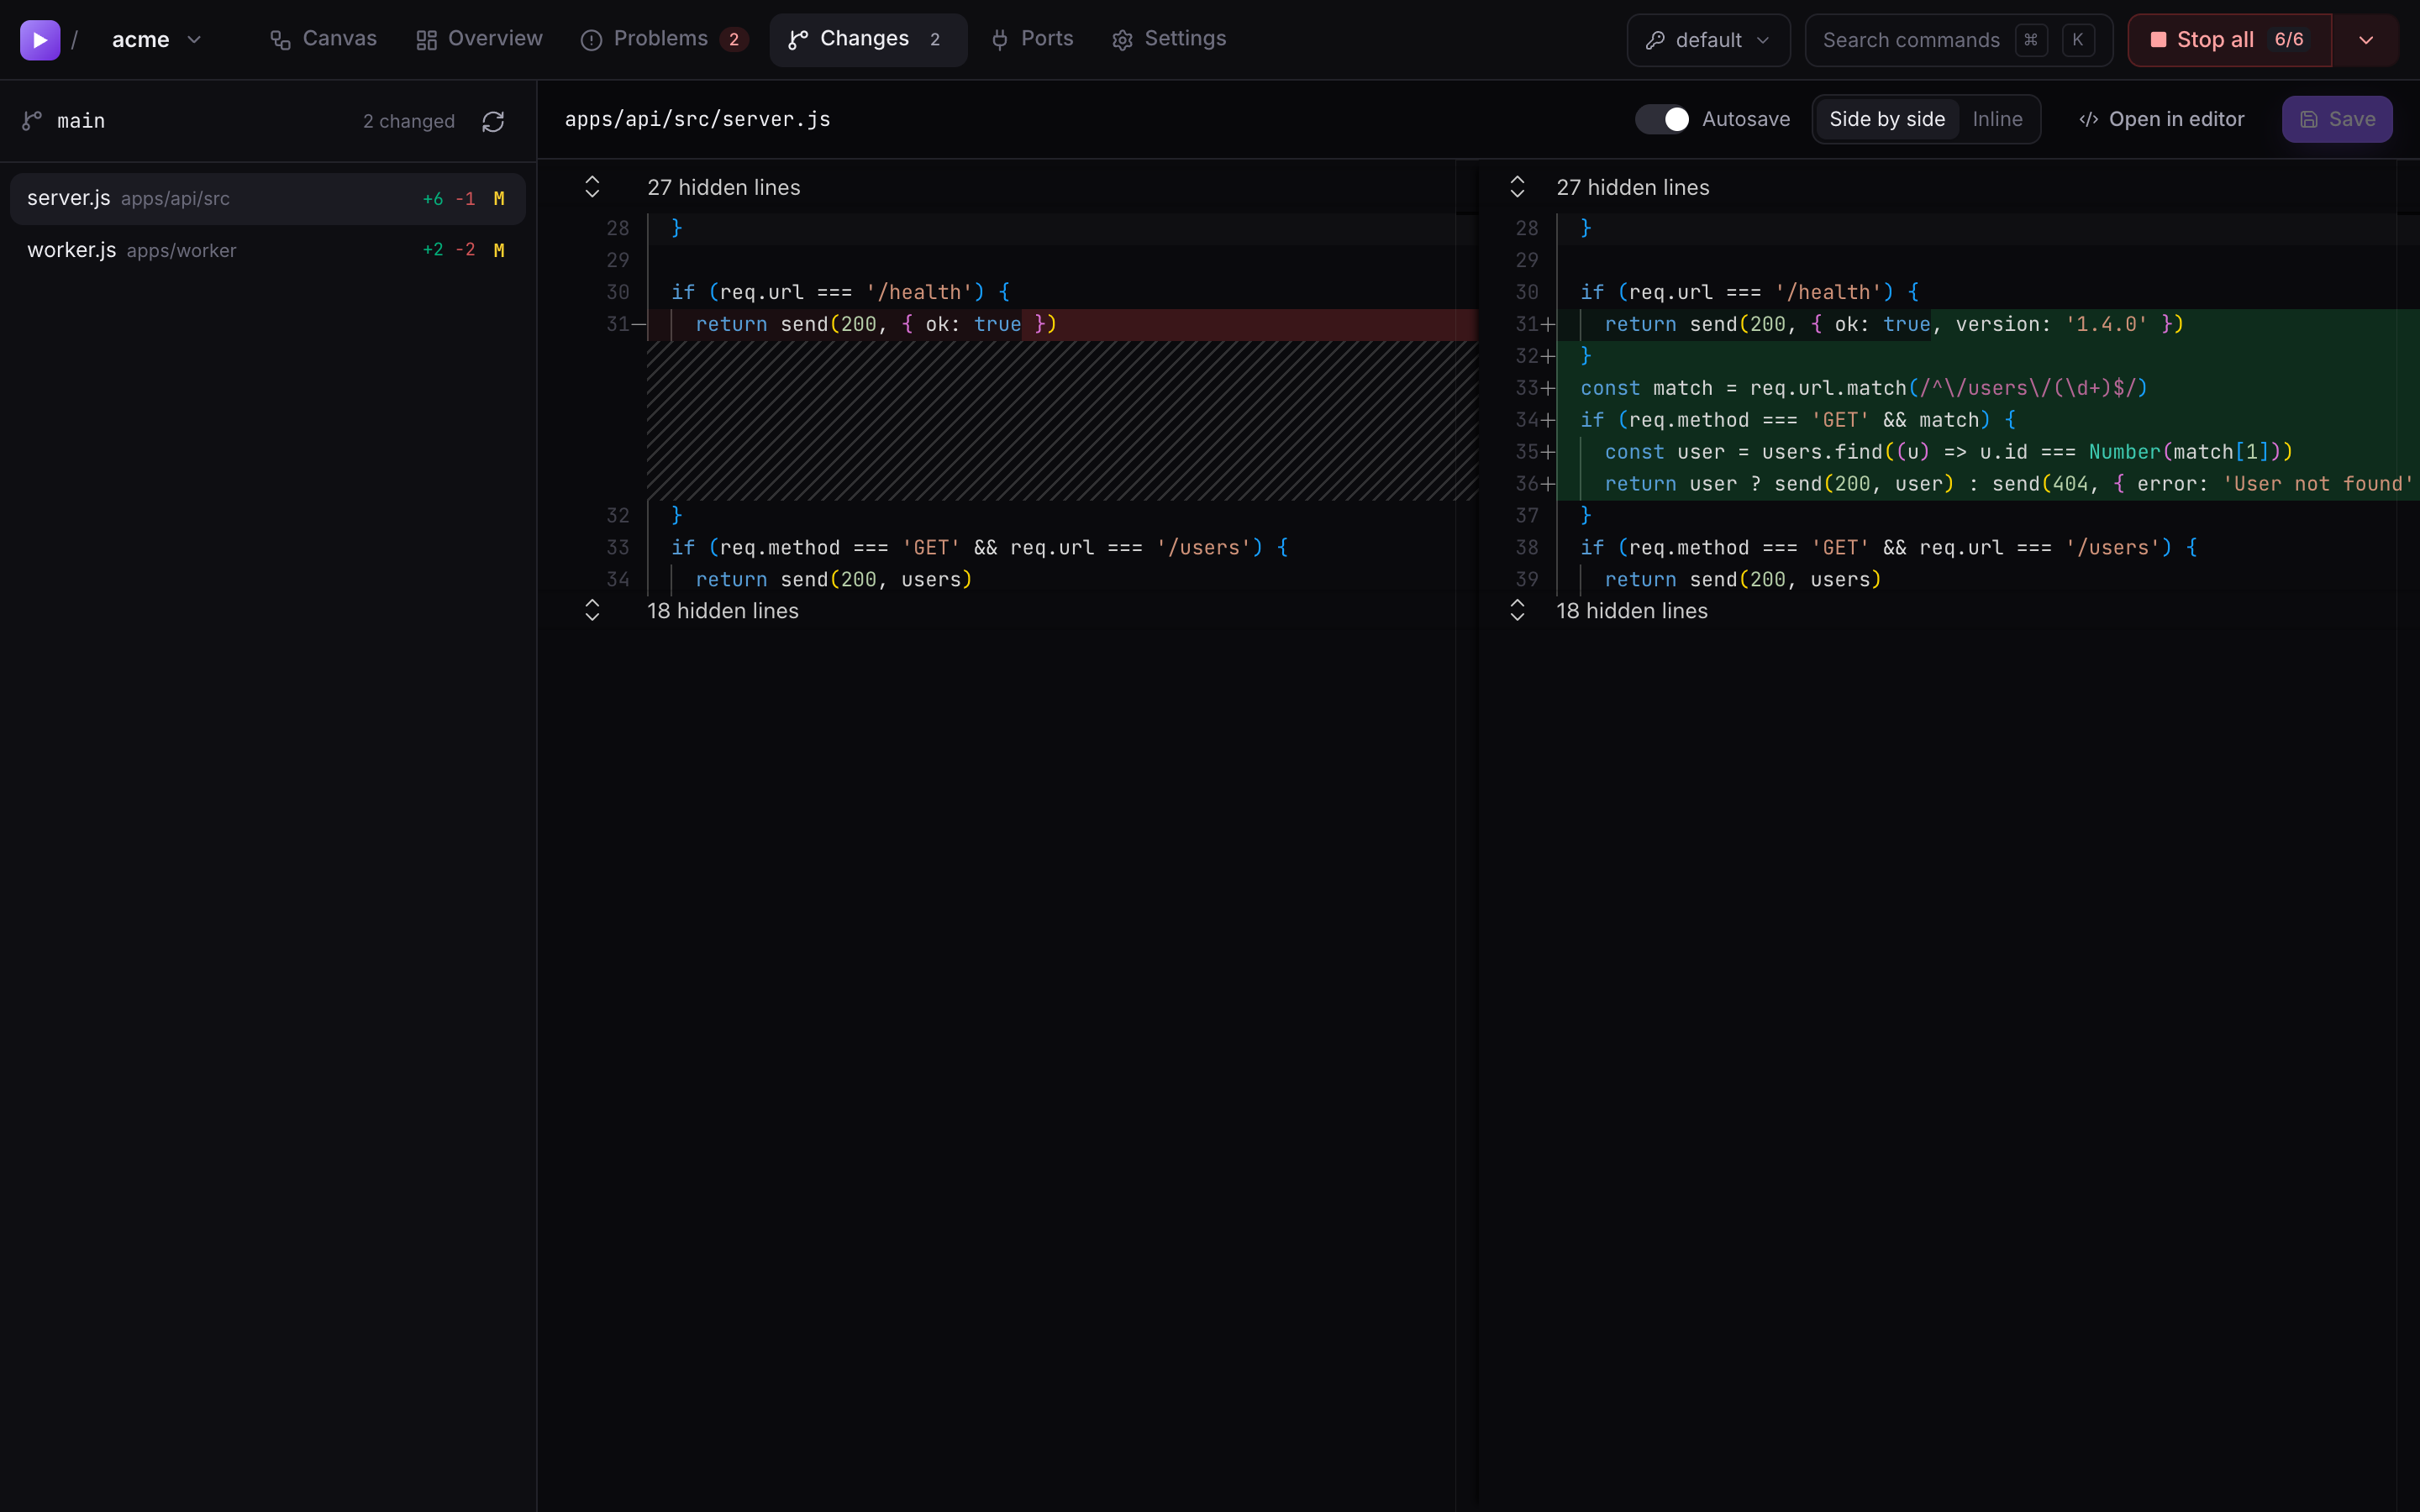 / acme Canvas Overview Problems 2 Changes 2 Ports Settings default Search commands ⌘ K Stop all 6/6
main 2 changed
server.js apps/api/src +6 -1 M
worker.js apps/worker +2 -2 M
apps/api/src/server.js Autosave Side by side Inline Open in editor Save
27 hidden lines
28 }
29
30 if (req.url === '/health') {
31— return send(200, { ok: true })
32 }
33 if (req.method === 'GET' && req.url === '/users') {
34 return send(200, users)
18 hidden lines
27 hidden lines
28 }
29
30 if (req.url === '/health') {
31+ return send(200, { ok: true, version: '1.4.0' })
32+ }
33+ const match = req.url.match(/^\/users\/(\d+)$/)
34+ if (req.method === 'GET' && match) {
35+ const user = users.find((u) => u.id === Number(match[1]))
36+ return user ? send(200, user) : send(404, { error: 'User not found'
37 }
38 if (req.method === 'GET' && req.url === '/users') {
39 return send(200, users)
18 hidden lines